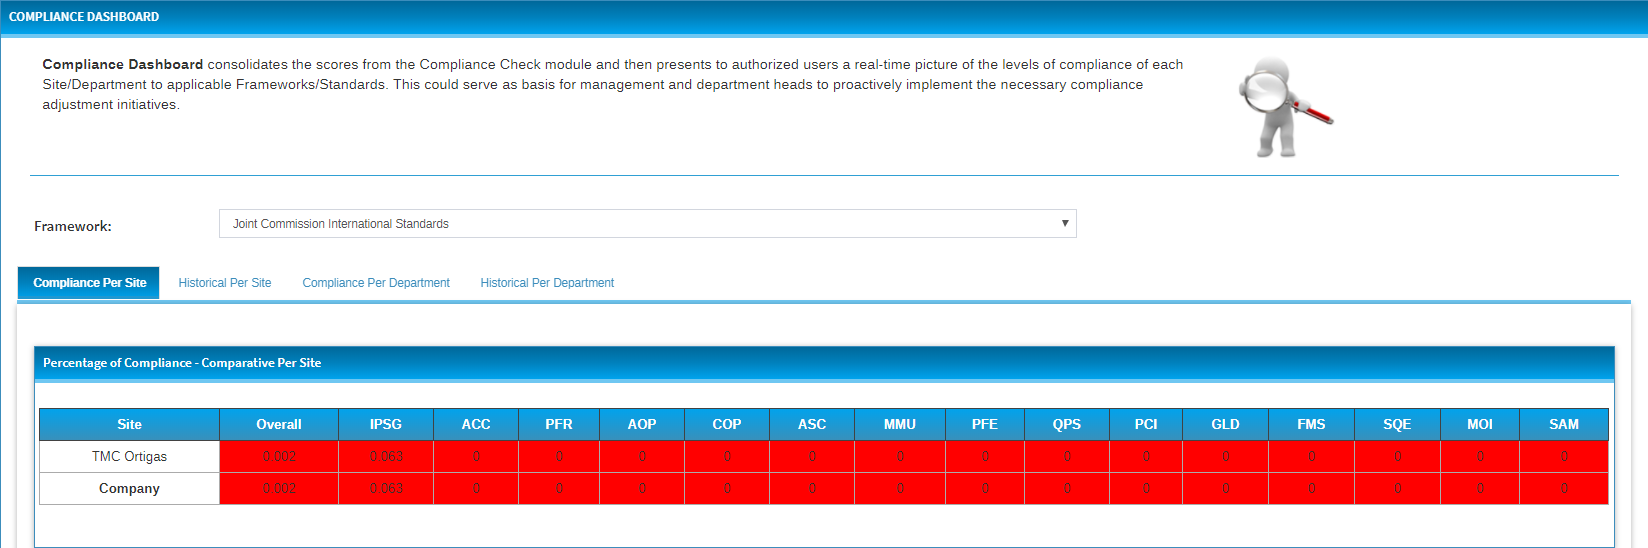 COMPLIANCE DASHBOARD
Compliance Dashboard consolidates the scores from the Compliance Check module and then presents to authorized users a real-time picture of the levels of compliance of each
Site/Department to applicable Frameworks/Standards. This could serve as basis for management and department heads to proactively implement the necessary compliance
adjustment initiatives.
Framework: Joint Commission International Standards
Compliance Per Site Historical Per Site Compliance Per Department Historical Per Department
Percentage of Compliance - Comparative Per Site
Site Overall IPSG ACC PFR AOP COP ASC MMU PFE QPS PCI GLD FMS SQE MOI SAM
TMC Ortigas 0.002 0.063 0 0 0 0 0 0 0 0 0 0 0 0 0 0
Company 0.002 0.063 0 0 0 0 0 0 0 0 0 0 0 0 0 0